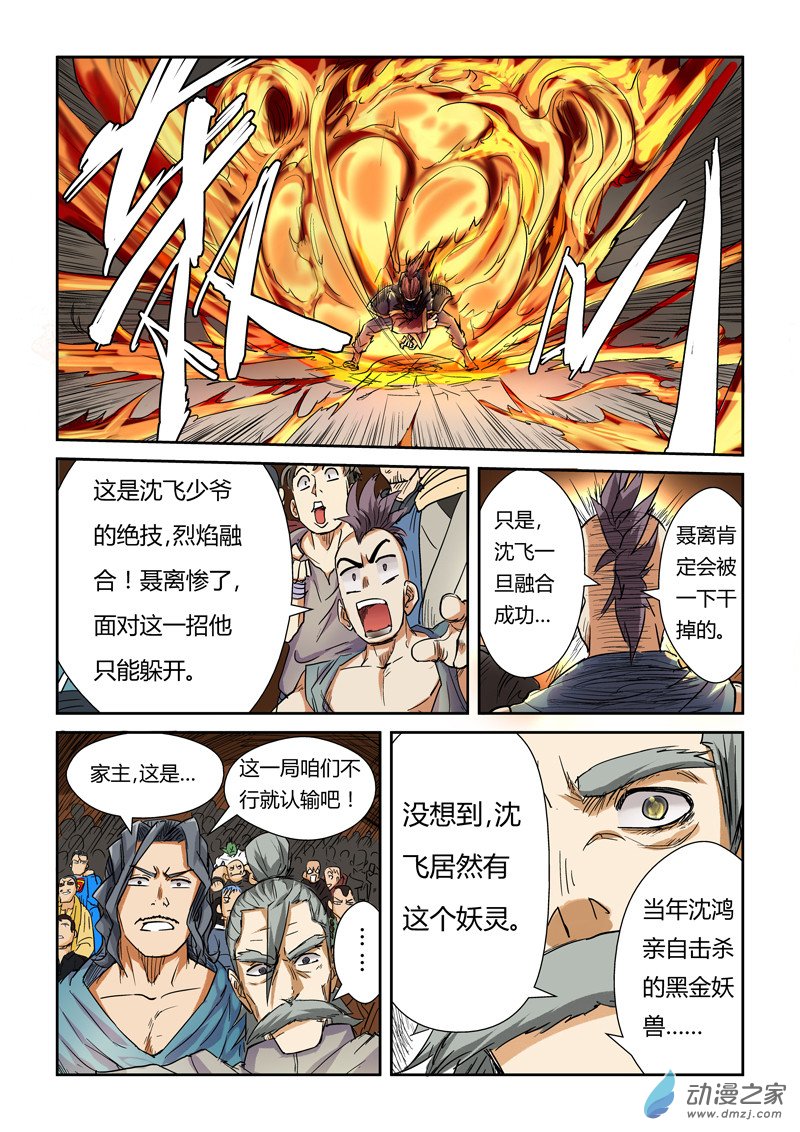 这是沈飞少爷
的绝技，烈焰融
合！聂离惨了，
面对这一招他
只能躲开。
只是，
沈飞一
旦融合
成功…
聂离肯
定会被
一下干
掉的。
家主，这是…
这一局咱们不
行就认输吧！
……
没想到，沈
飞居然有
这个妖灵。
当年沈鸿
亲自击杀
的黑金妖
兽……
动漫之家
www.dmzj.com